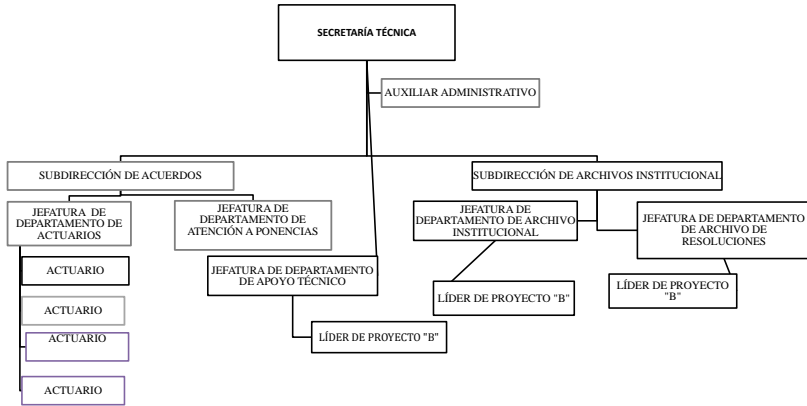 SECRETARÍA TÉCNICA
AUXILIAR ADMINISTRATIVO
SUBDIRECCIÓN DE ACUERDOS
SUBDIRECCIÓN DE ARCHIVOS INSTITUCIONAL
JEFATURA DE
DEPARTAMENTO DE
ACTUARIOS
JEFATURA DE
DEPARTAMENTO DE
ATENCIÓN A PONENCIAS
JEFATURA DE
DEPARTAMENTO DE ARCHIVO
INSTITUCIONAL
JEFATURA DE DEPARTAMENTO
DE ARCHIVO DE
RESOLUCIONES
ACTUARIO
JEFATURA DE DEPARTAMENTO
DE APOYO TÉCNICO
LÍDER DE PROYECTO "B"
LÍDER DE PROYECTO
"B"
ACTUARIO
ACTUARIO
LÍDER DE PROYECTO "B"
ACTUARIO